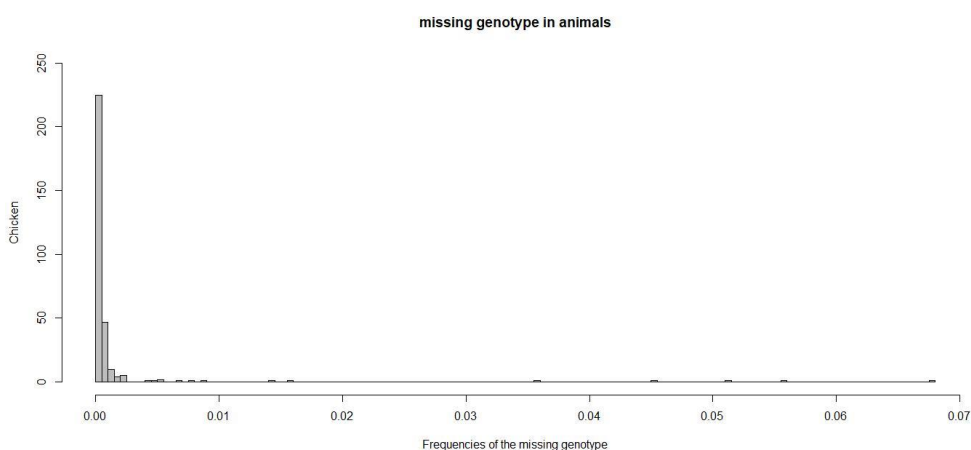 missing genotype in animals
250
200
150
100
50
0
Chicken
0.00 0.01 0.02 0.03 0.04 0.05 0.06 0.07
Frequencies of the missing genotype